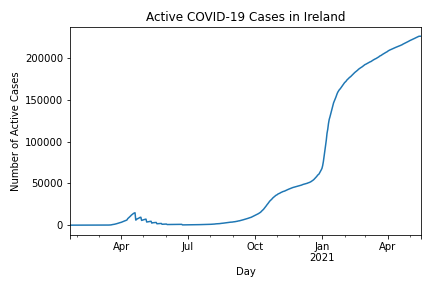 Active COVID-19 Cases in Ireland
Number of Active Cases
200000
150000
100000
50000
0
Apr
Jul
Oct
Jan
2021
Apr
Day